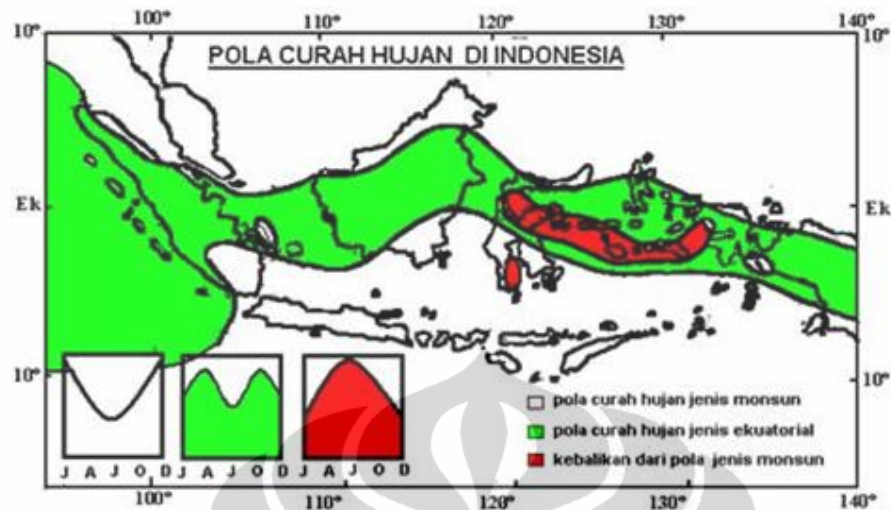 100° 110° 120° 130° 140°
10° 10°
POLA CURAH HUJAN DI INDONESIA
Ek Ek
10° 10°
pola curah hujan jenis monsun
pola curah hujan jenis ekuatorial
kebalikan dari pola jenis monsun
J A J O D J A J O D J A J O D
100° 110° 120° 130° 140°